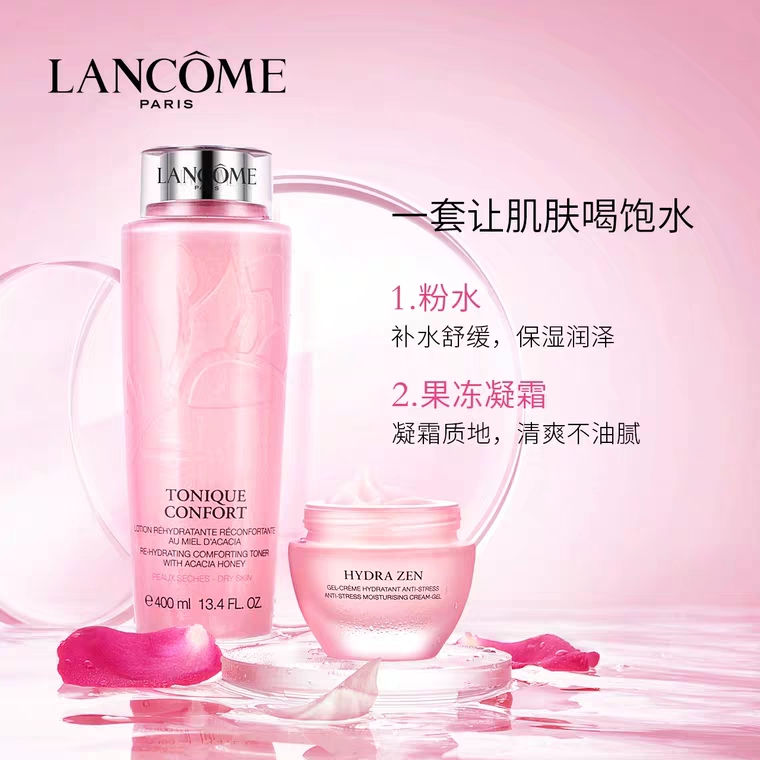 LANCÔME
PARIS
LANCÔME
PARIS
一套让肌肤喝饱水
1.粉水
补水舒缓，保湿润泽
2.果冻凝霜
凝霜质地，清爽不油腻
TONIQUE
CONFORT
LOTION RÉHYDRATANTE RÉCONFORTANTE
AU MIEL D'ACACIA
RE-HYDRATING COMFORTING TONER
WITH ACACIA HONEY
PEAUX SÈCHES - DRY SKIN
e 400 ml 13.4 FL. OZ.
HYDRA ZEN
GEL-CRÈME HYDRATANT ANTI-STRESS
ANTI-STRESS MOISTURISING CREAM-GEL